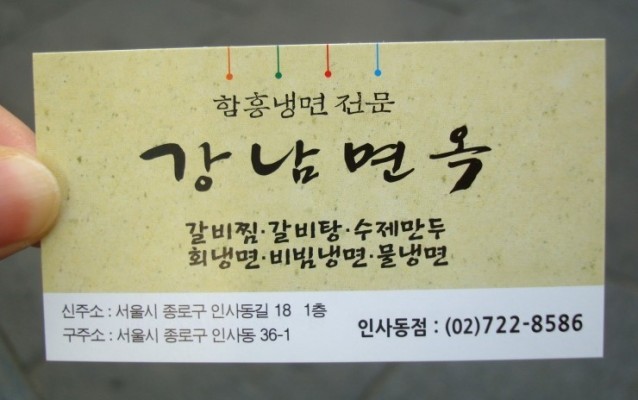 함흥냉면 전문
강남면옥
갈비찜·갈비탕·수제만두
회냉면·비빔냉면·물냉면
신주소 : 서울시 종로구 인사동길 18 1층
구주소 : 서울시 종로구 인사동 36-1
인사동점 : (02)722-8586